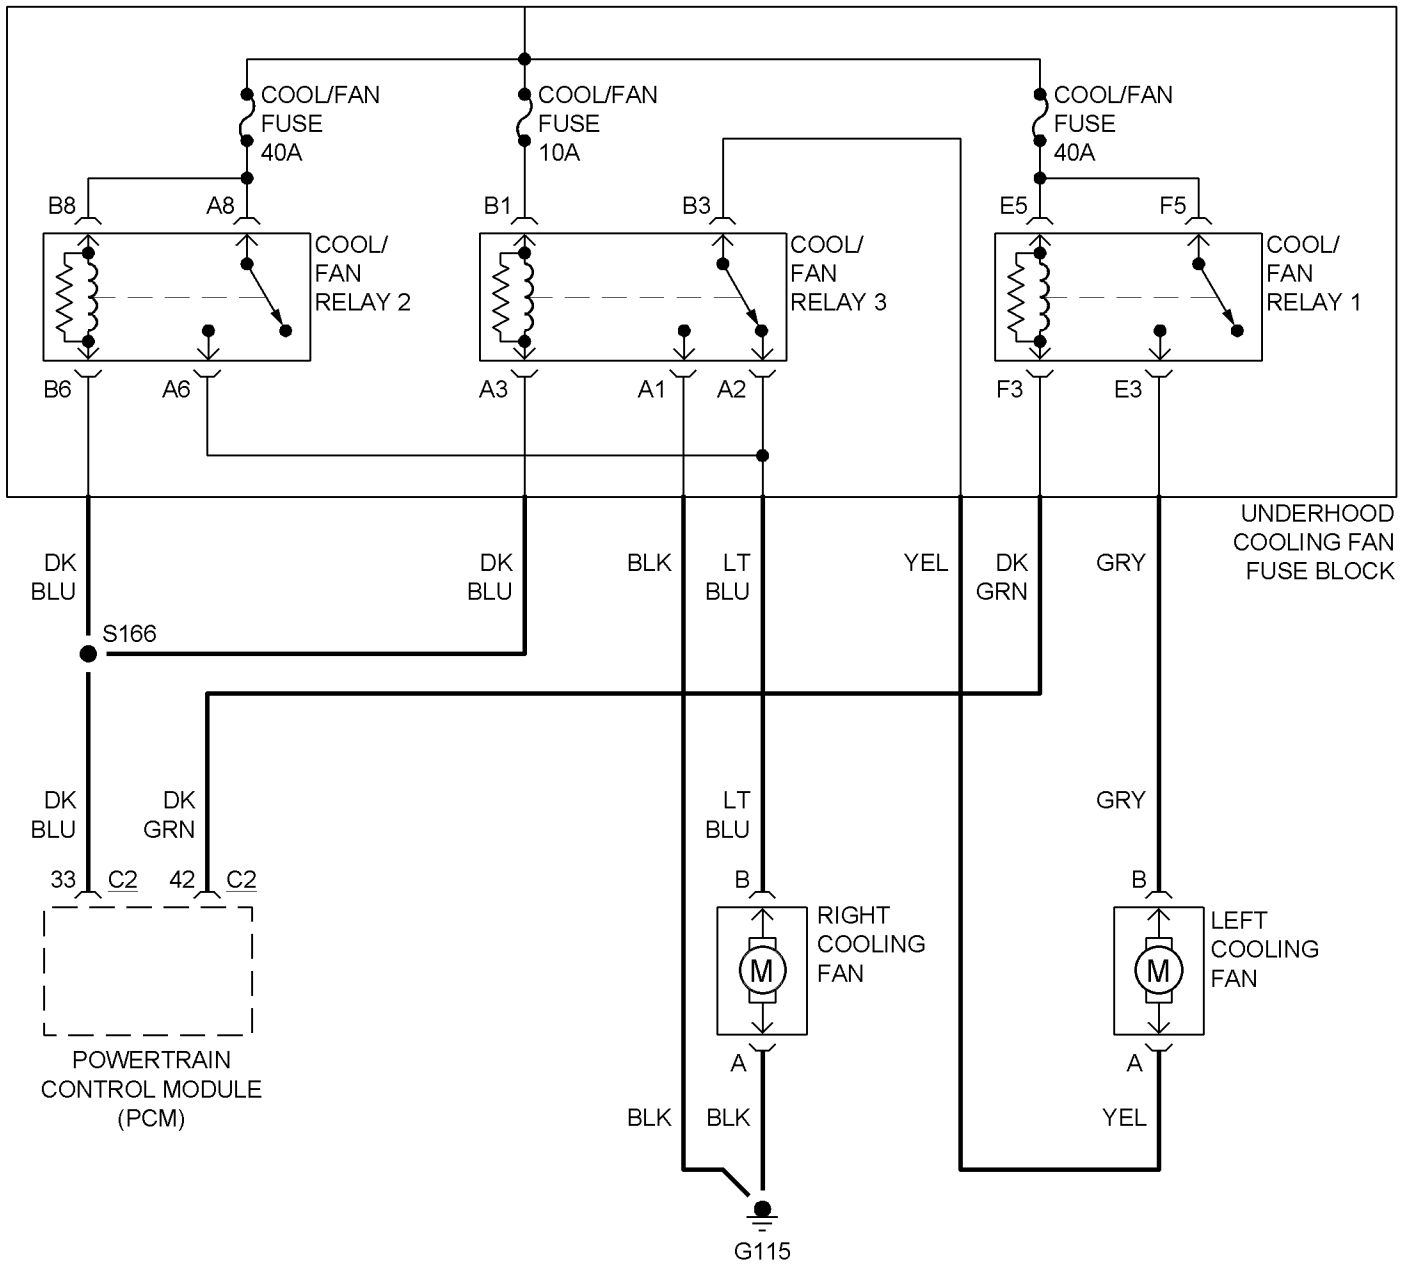 COOL/FAN
FUSE
40A
COOL/FAN
FUSE
10A
COOL/FAN
FUSE
40A
B8
A8
B1
B3
E5
F5
COOL/
FAN
RELAY 2
COOL/
FAN
RELAY 3
COOL/
FAN
RELAY 1
B6
A6
A3
A1
A2
F3
E3
UNDERHOOD
COOLING FAN
FUSE BLOCK
DK
BLU
DK
BLU
BLK
LT
BLU
YEL
DK
GRN
GRY
S166
DK
BLU
DK
GRN
LT
BLU
GRY
33
C2
42
C2
B
B
M
RIGHT
COOLING
FAN
M
LEFT
COOLING
FAN
POWERTRAIN
CONTROL MODULE
(PCM)
A
A
BLK
BLK
YEL
G115